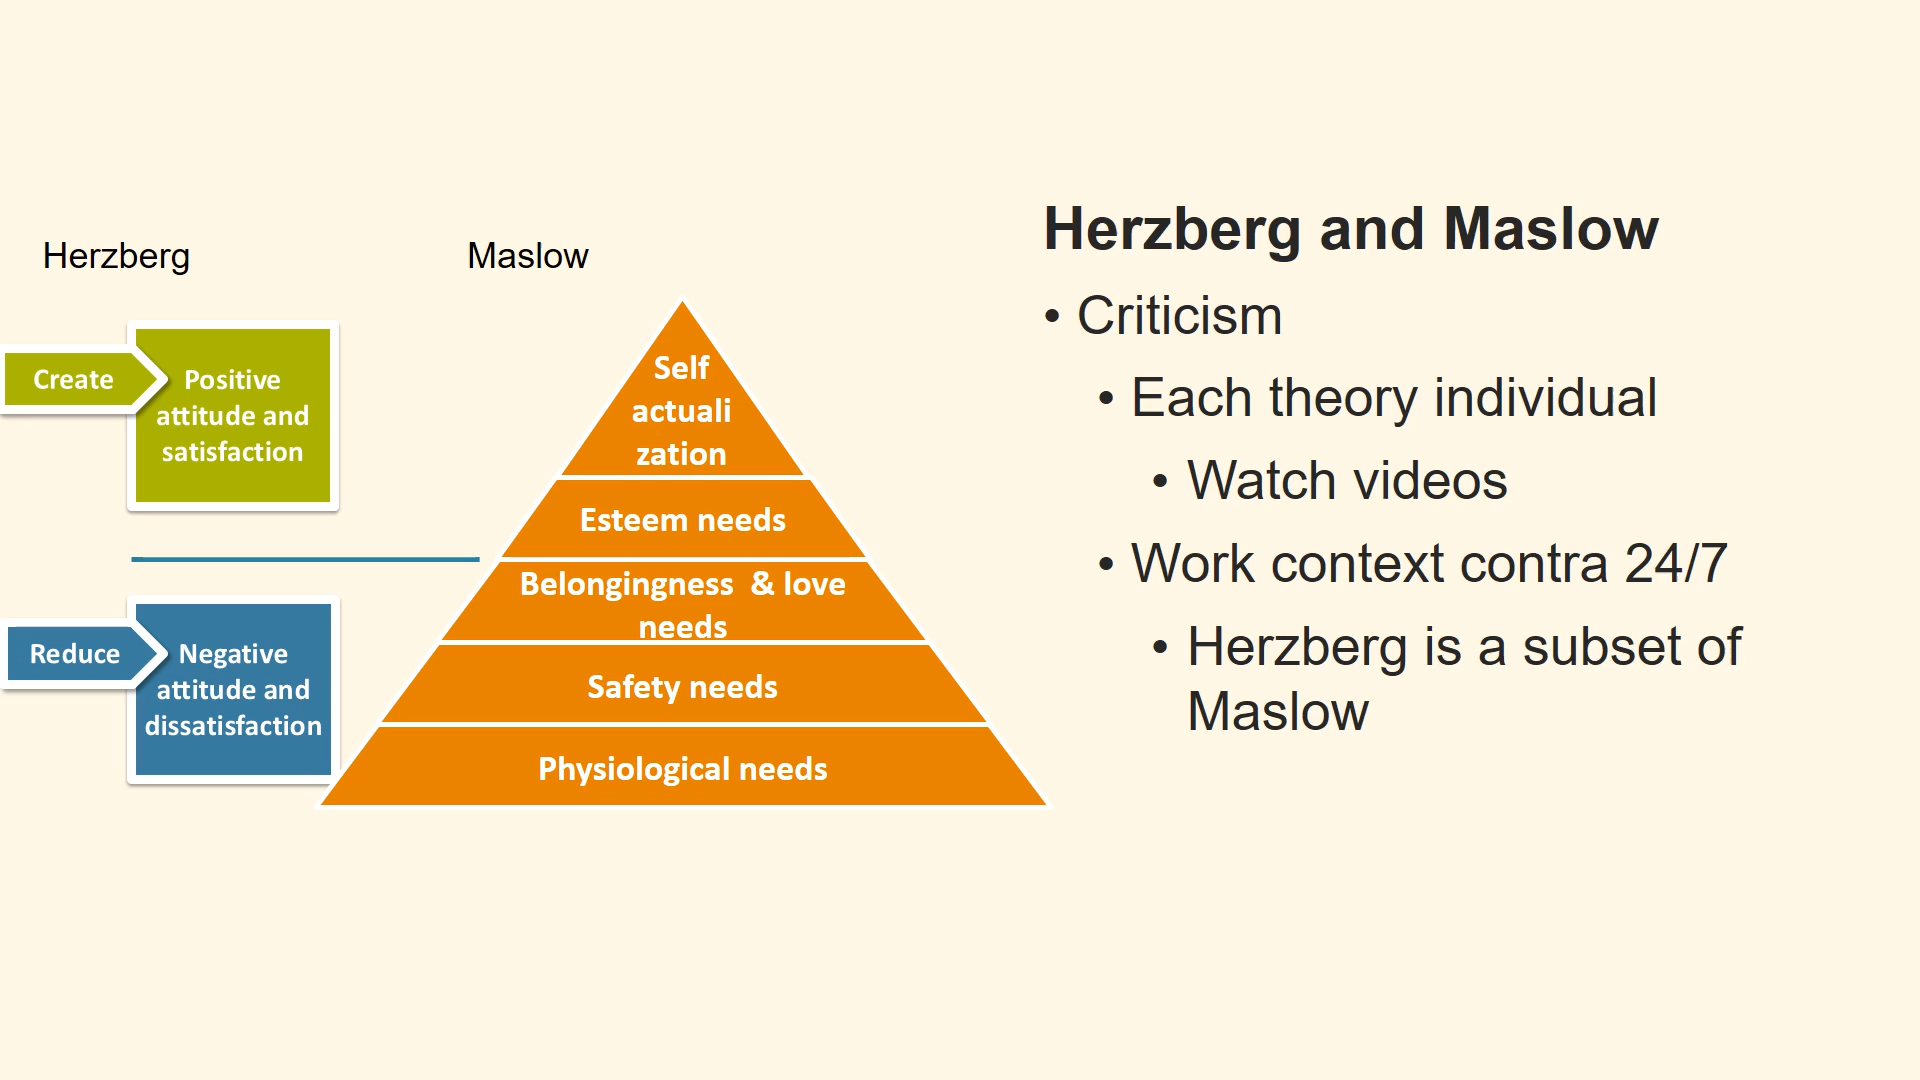 Herzberg
Maslow
Create
Positive
attitude and
satisfaction
Reduce
Negative
attitude and
dissatisfaction
Self
actuali
zation
Esteem needs
Belongingness  & love
needs
Safety needs
Physiological needs
Herzberg and Maslow
• Criticism
• Each theory individual
• Watch videos
• Work context contra 24/7
• Herzberg is a subset of
Maslow